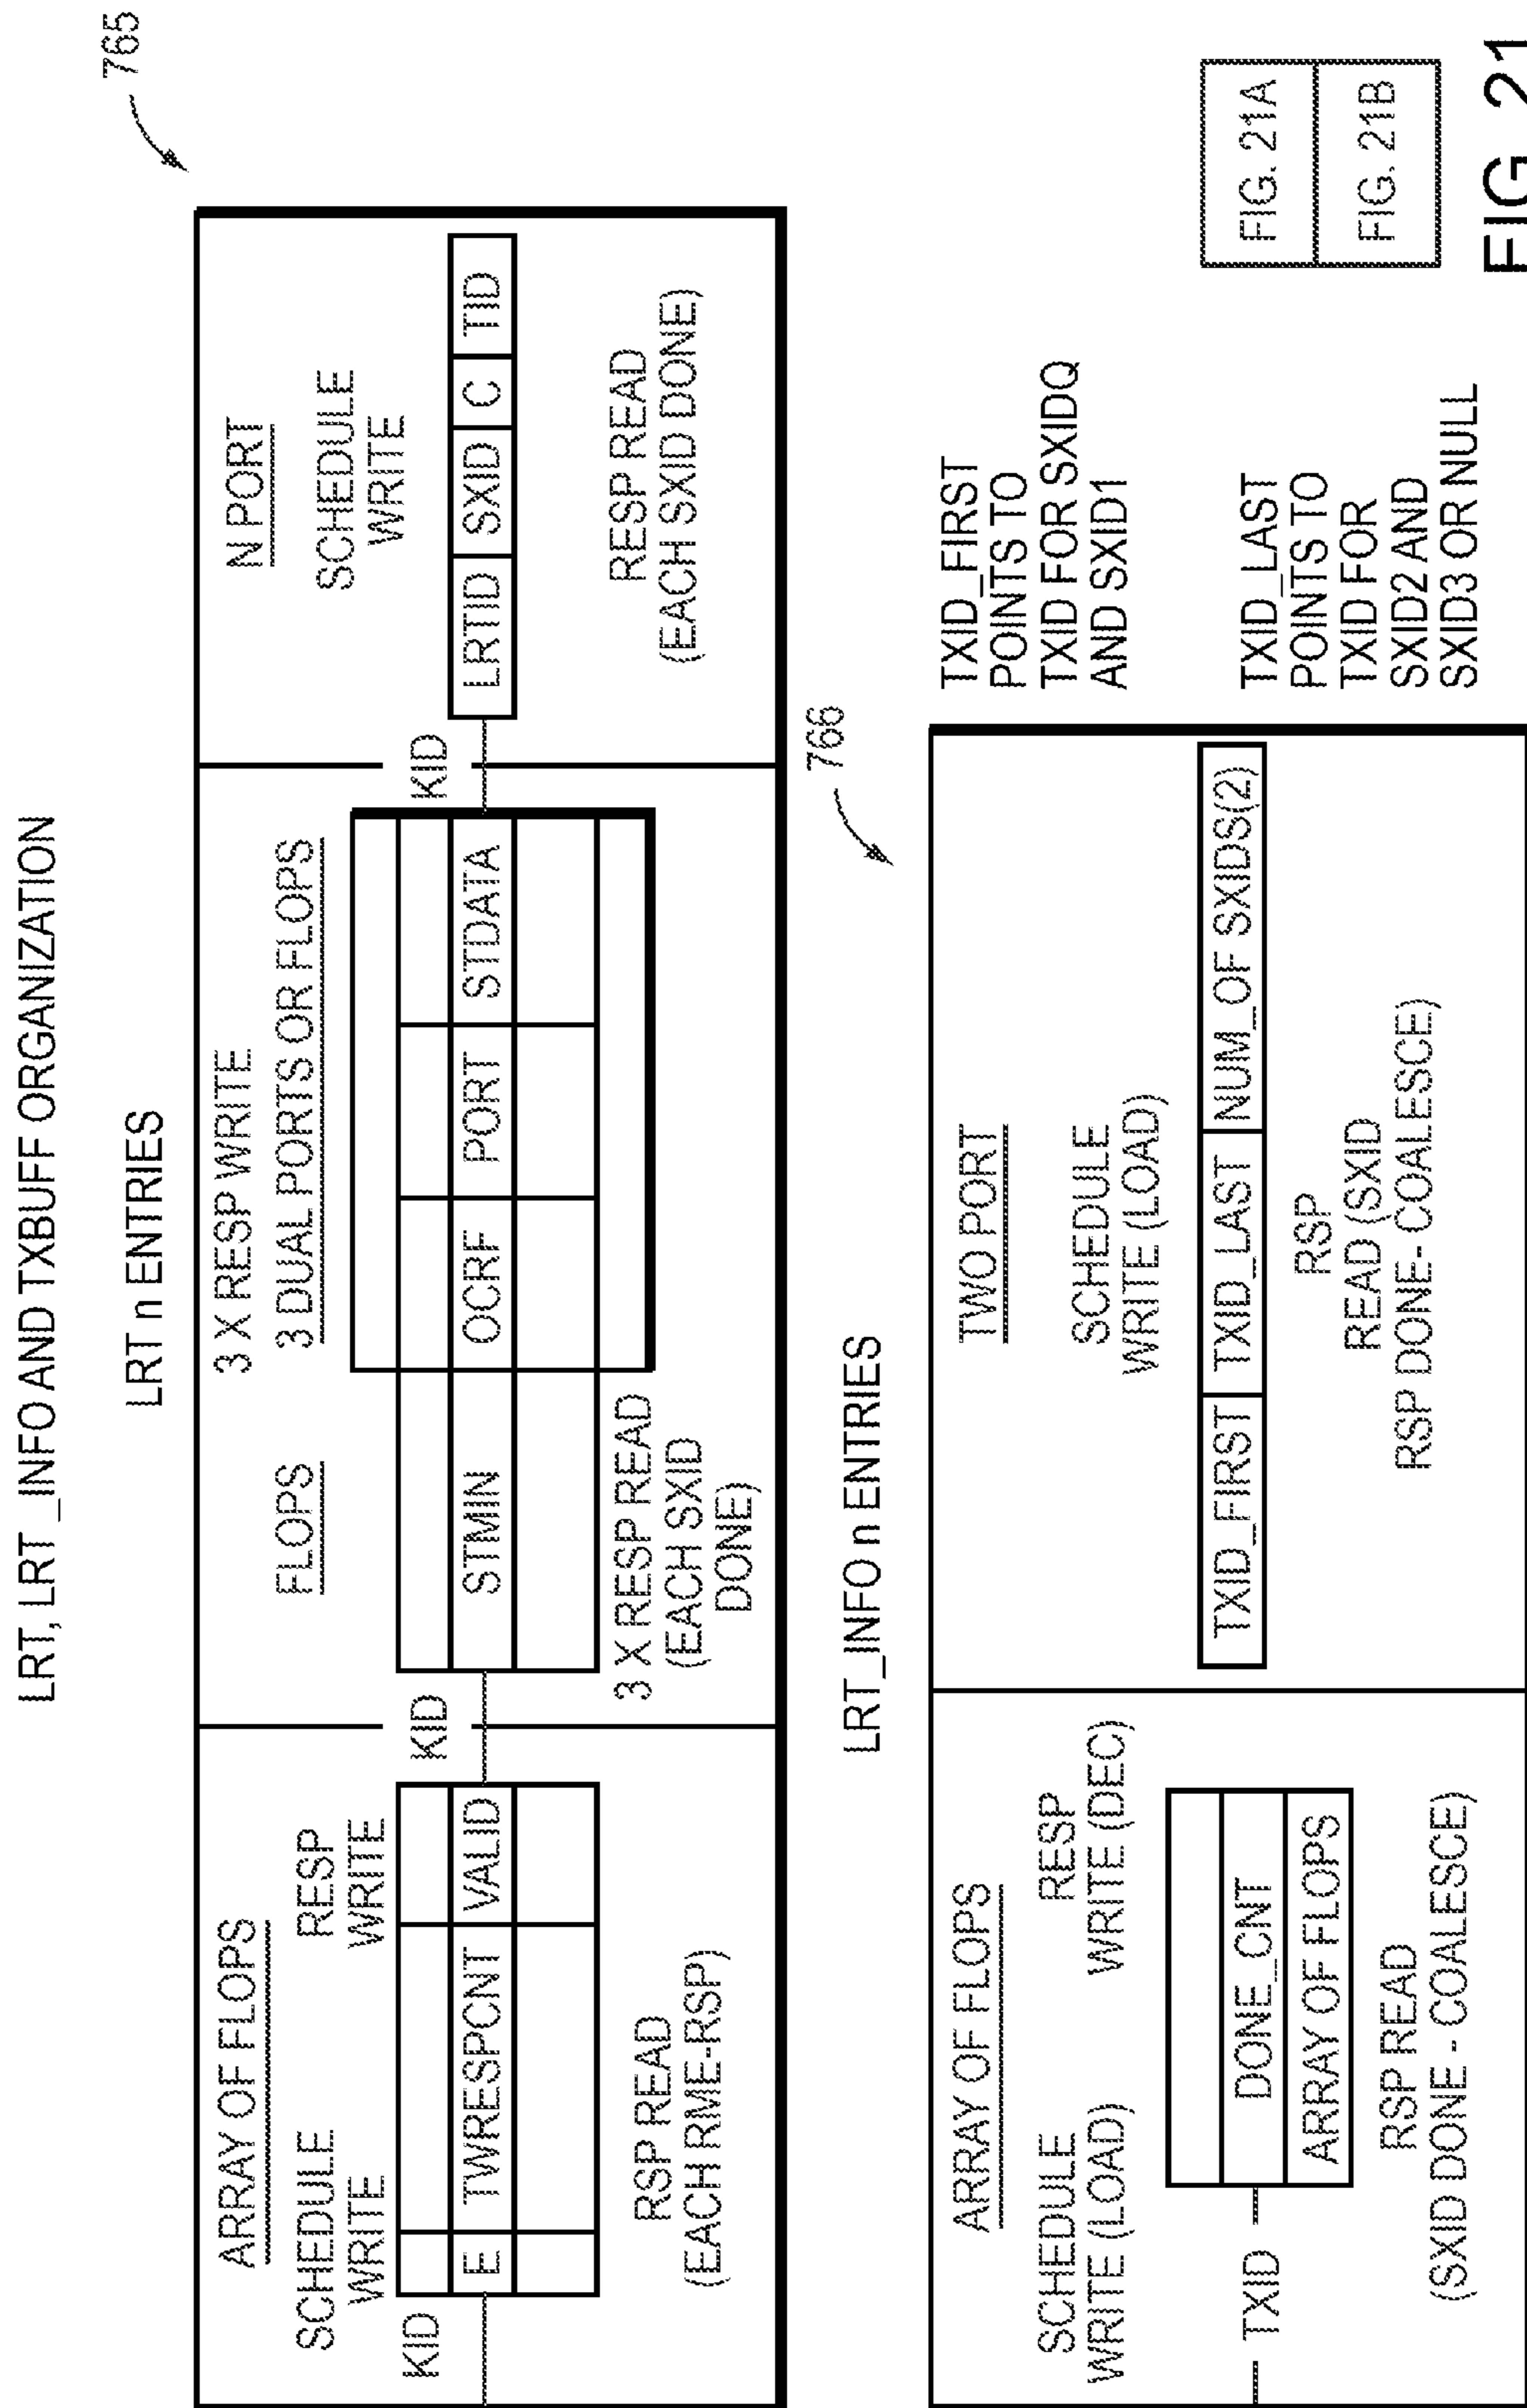 LRT, LRT _INFO AND TXBUFF ORGANIZATION
LRT n ENTRIES
765
ARRAY OF FLOPS
SCHEDULE
WRITE
RESP
WRITE
KID
E TWRESPCNT VALID
RSP READ
(EACH RME-RSP)
KID
FLOPS
3 X RESP WRITE
3 DUAL PORTS OR FLOPS
STMIN OCRF PORT STDATA
3 X RESP READ
(EACH SXID
DONE)
KID
N PORT
SCHEDULE
WRITE
LRTID SXID C TID
RESP READ
(EACH SXID DONE)
LRT_INFO n ENTRIES
766
ARRAY OF FLOPS
SCHEDULE
WRITE (LOAD)
RESP
WRITE (DEC)
TXID
DONE_CNT
ARRAY OF FLOPS
RSP READ
(SXID DONE - COALESCE)
TWO PORT
SCHEDULE
WRITE (LOAD)
TXID_FIRST TXID_LAST NUM_OF SXIDS(2)
RSP
READ (SXID
RSP DONE- COALESCE)
TXID_FIRST
POINTS TO
TXID FOR SXIDQ
AND SXID1
TXID_LAST
POINTS TO
TXID FOR
SXID2 AND
SXID3 OR NULL
FIG. 21A
FIG. 21B
FIG. 21